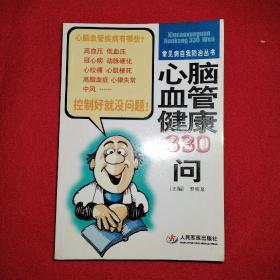 Xinnaoxueguan
Jiankang 330 Wen
常见病症自我防治丛书
心脑血管疾病有哪些?
高血压 低血压
冠心病 动脉硬化
心绞痛 心肌梗死
高脂血症 心律失常
中风 ……
控制好就没问题!
心脑
血管
健康
330
问
主编
人民军医出版社